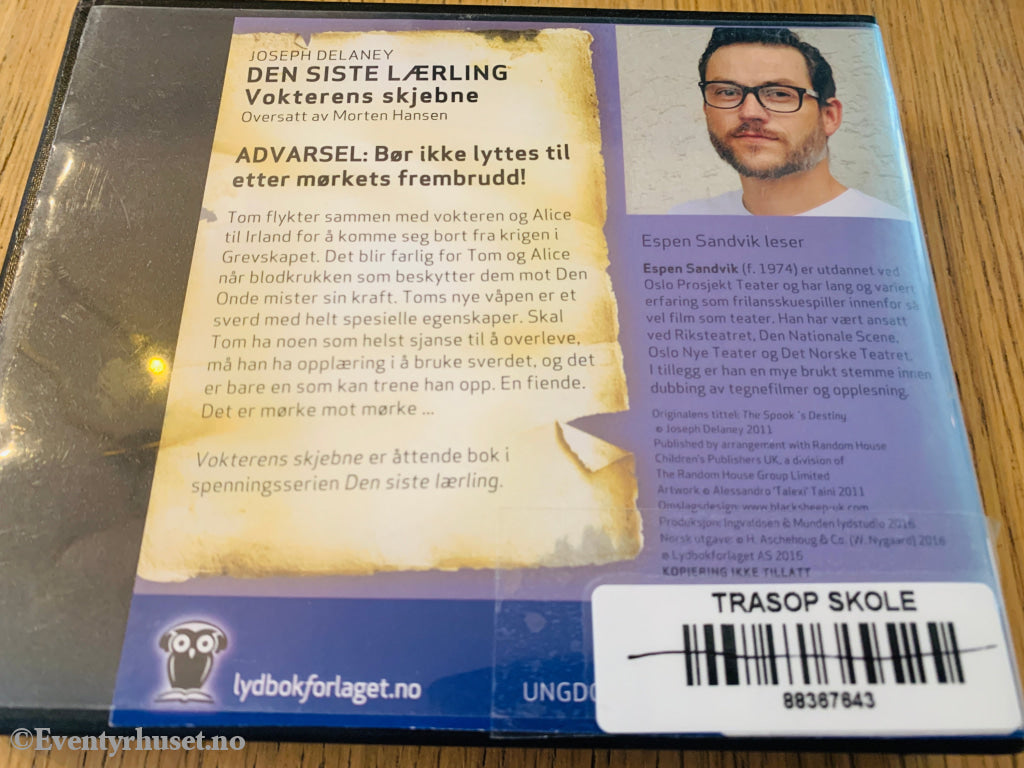 JOSEPH DELANEY
DEN SISTE LÆRLING
Vokterens skjebne
Oversatt av Morten Hansen
ADVARSEL: Bør ikke lyttes til
etter mørkets frembrudd!
Tom flykter sammen med vokteren og Alice
til Irland for å komme seg bort fra krigen i
Grevskapet. Det blir farlig for Tom og Alice
når blodkrukken som beskytter dem mot Den
Onde mister sin kraft. Toms nye våpen er et
sverd med helt spesielle egenskaper. Skal
Tom ha noen som helst sjanse til å overleve,
må han ha opplæring i å bruke sverdet, og det
er bare en som kan trene han opp. En fiende.
Det er mørke mot mørke ...
Vokterens skjebne er åttende bok i
spenningsserien Den siste lærling.
Espen Sandvik leser
Espen Sandvik (f. 1974) er utdannet ved
Oslo Prosjekt Teater og har lang og variert
erfaring som frilansskuespiller innenfor så
vel film som teater. Han har vært ansatt
ved Riksteatret, Den Nationale Scene,
Oslo Nye Teater og Det Norske Teatret.
I tillegg er han en mye brukt stemme innen
dubbing av tegnefilmer og opplesning.
Originalens tittel: The Spook´s Destiny
© Joseph Delaney 2011
Published by arrangement with Random House
Children's Publishers UK, a division of
The Random House Group Limited
Artwork © Alessandro 'Talexi' Taini 2011
Omslagsdesign: www.blacksheep-uk.com
Produksjon: Ingvaldsen & Munden lydstudio 2016
Norsk utgave: © H. Aschehoug & Co. (W. Nygaard) 2016
© Lydbokforlaget AS 2016
KOPIERING IKKE TILLATT
TRASOP SKOLE
88367643
lydbokforlaget.no
UNGDO
©Eventyrhuset.no